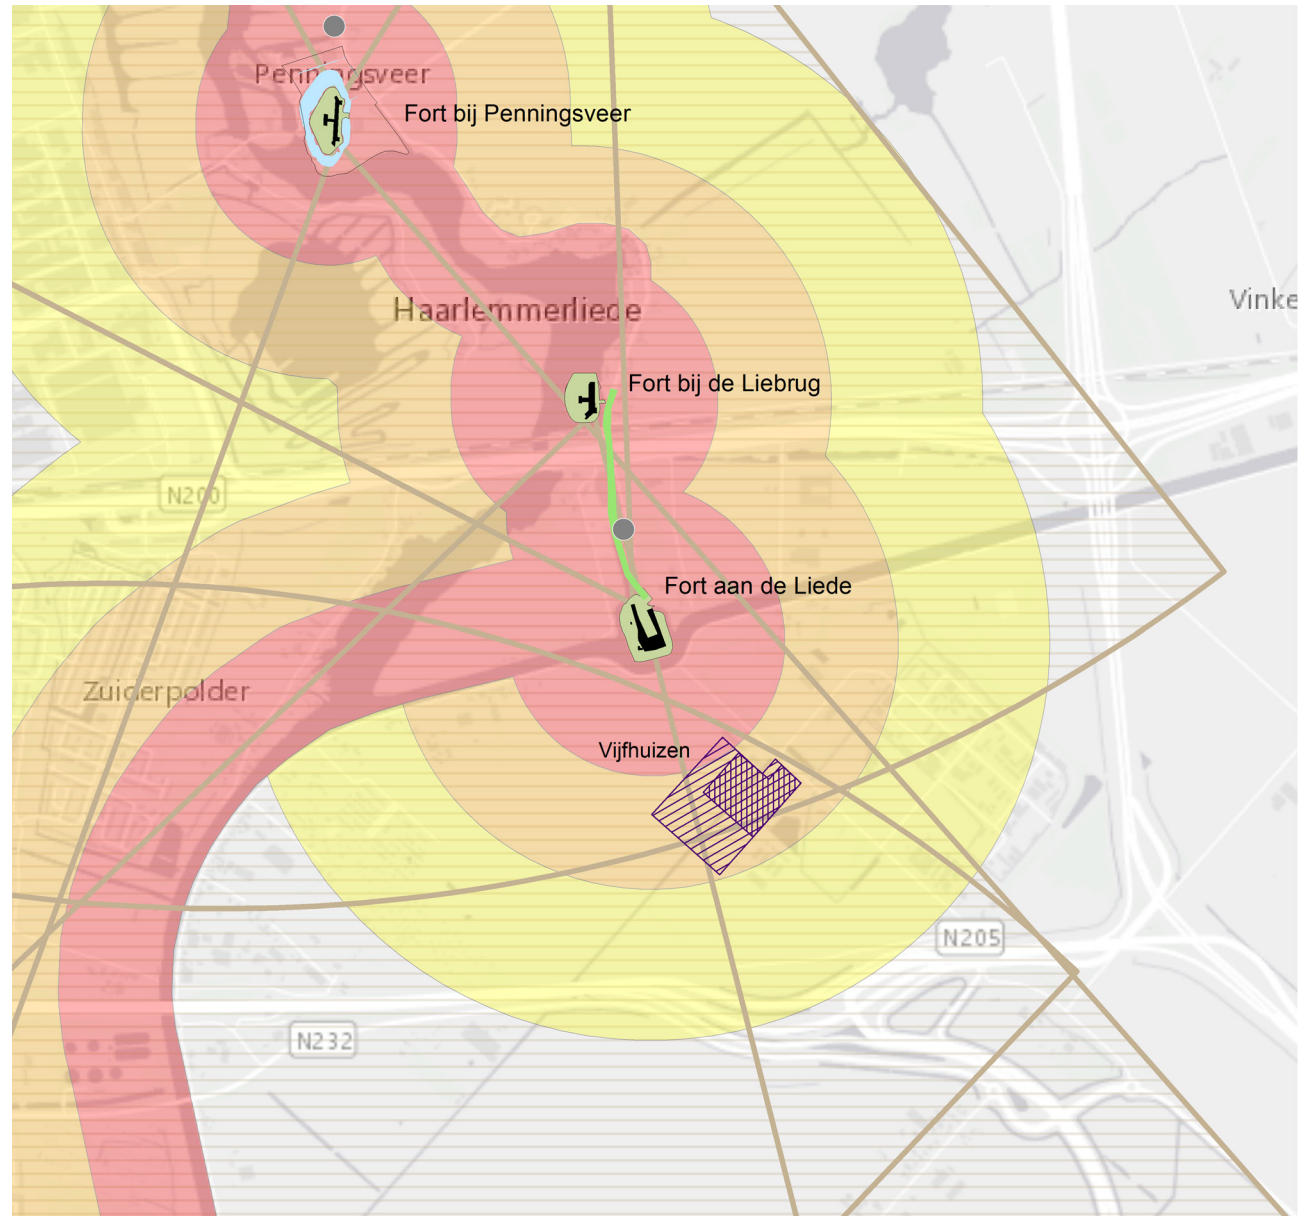 Penningsveer
Fort bij Penningsveer
Vinke
Haarlemmerliede
Fort bij de Liebrug
N200
Fort aan de Liede
Zuiderpolder
Vijfhuizen
N205
N232